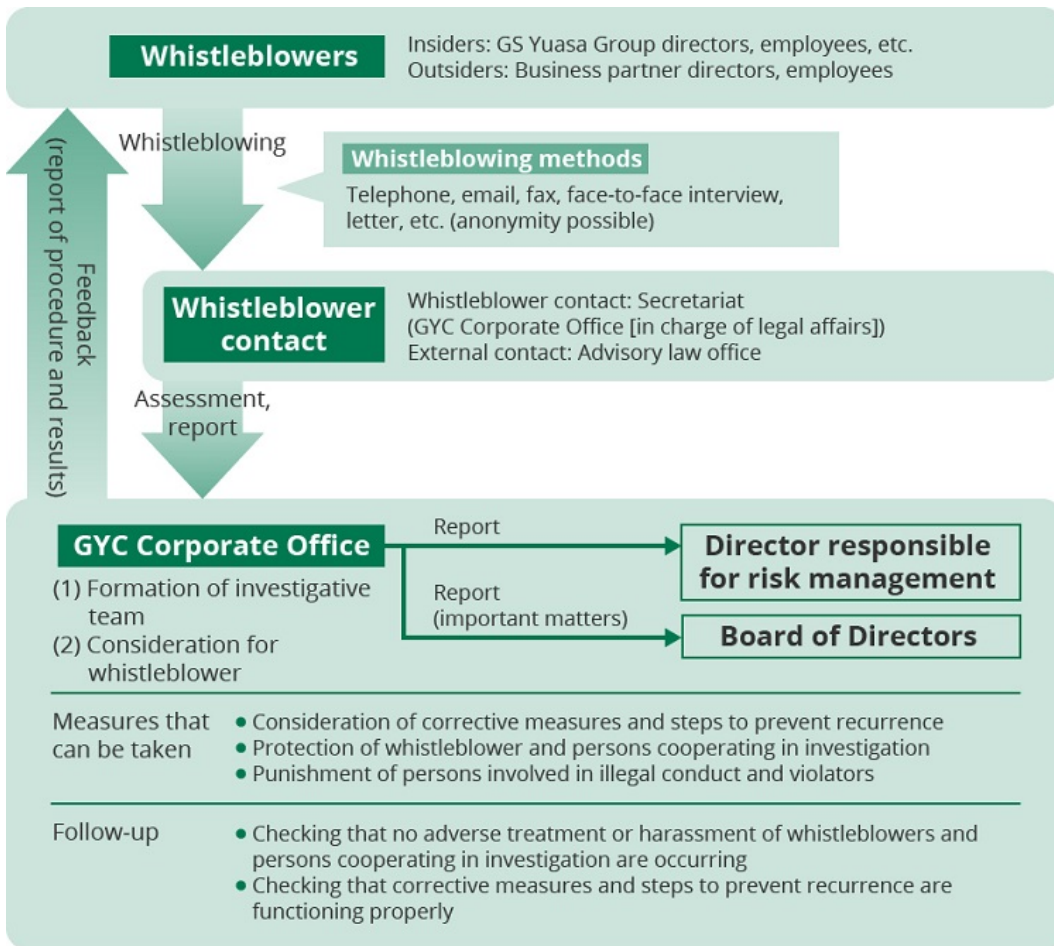 Whistleblowers
Insiders: GS Yuasa Group directors, employees, etc.
Outsiders: Business partner directors, employees
Whistleblowing
Whistleblowing methods
Telephone, email, fax, face-to-face interview,
letter, etc. (anonymity possible)
Feedback
(report of procedure and results)
Whistleblower
contact
Whistleblower contact: Secretariat
(GYC Corporate Office [in charge of legal affairs])
External contact: Advisory law office
Assessment,
report
GYC Corporate Office
(1) Formation of investigative
team
(2) Consideration for
whistleblower
Report
Director responsible
for risk management
Report
(important matters)
Board of Directors
Measures that
can be taken
● Consideration of corrective measures and steps to prevent recurrence
● Protection of whistleblower and persons cooperating in investigation
● Punishment of persons involved in illegal conduct and violators
Follow-up
● Checking that no adverse treatment or harassment of whistleblowers and
persons cooperating in investigation are occurring
● Checking that corrective measures and steps to prevent recurrence are
functioning properly